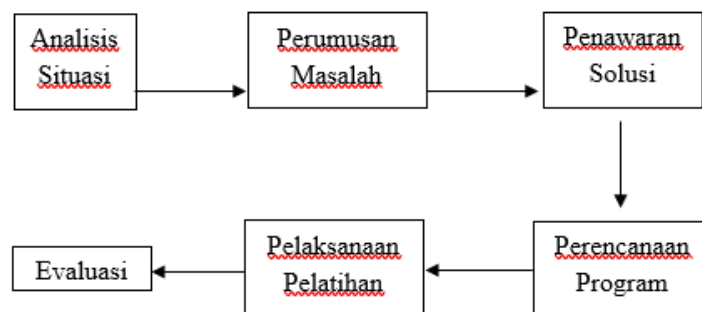 Analisis
Situasi
Perumusan
Masalah
Penawaran
Solusi
Perencanaan
Program
Pelaksanaan
Pelatihan
Evaluasi